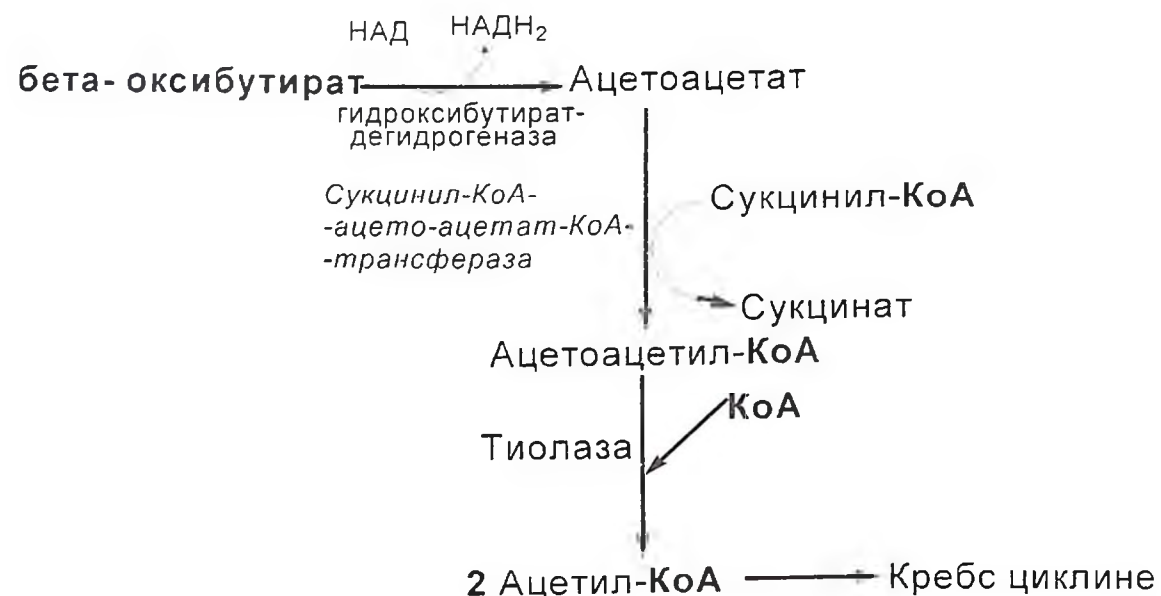 НАД НАДН₂
бета- оксибутират Ацетоацетат
гидроксибутират-
дегидрогеназа
Сукцинил-КоА-
-ацето-ацетат-КоА-
-трансфераза
Сукцинил-КоА
Сукцинат
Ацетоацетил-КоА
КоА
Тиолаза
2 Ацетил-КоА Кребс циклине